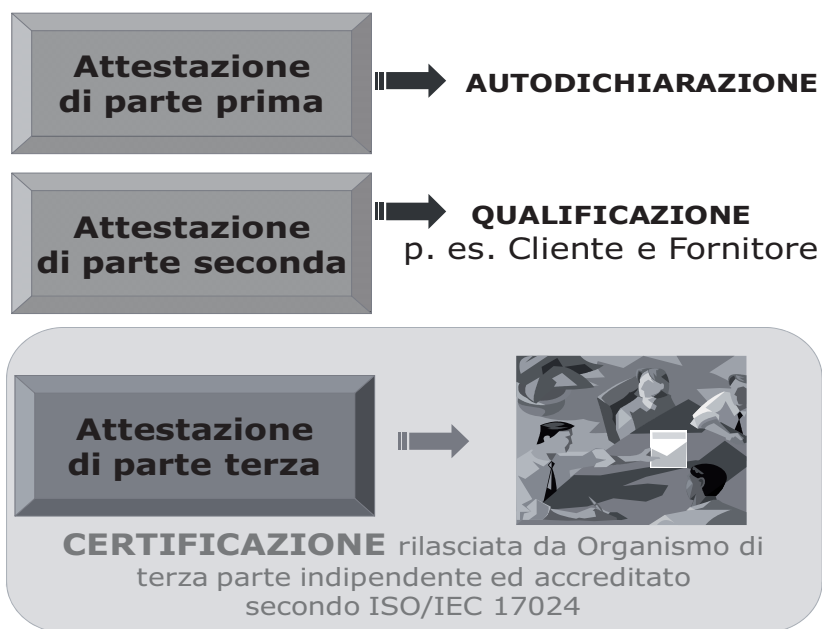 Attestazione
di parte prima
AUTODICHIARAZIONE
Attestazione
di parte seconda
QUALIFICAZIONE
p. es. Cliente e Fornitore
Attestazione
di parte terza
CERTIFICAZIONE rilasciata da Organismo di
terza parte indipendente ed accreditato
secondo ISO/IEC 17024